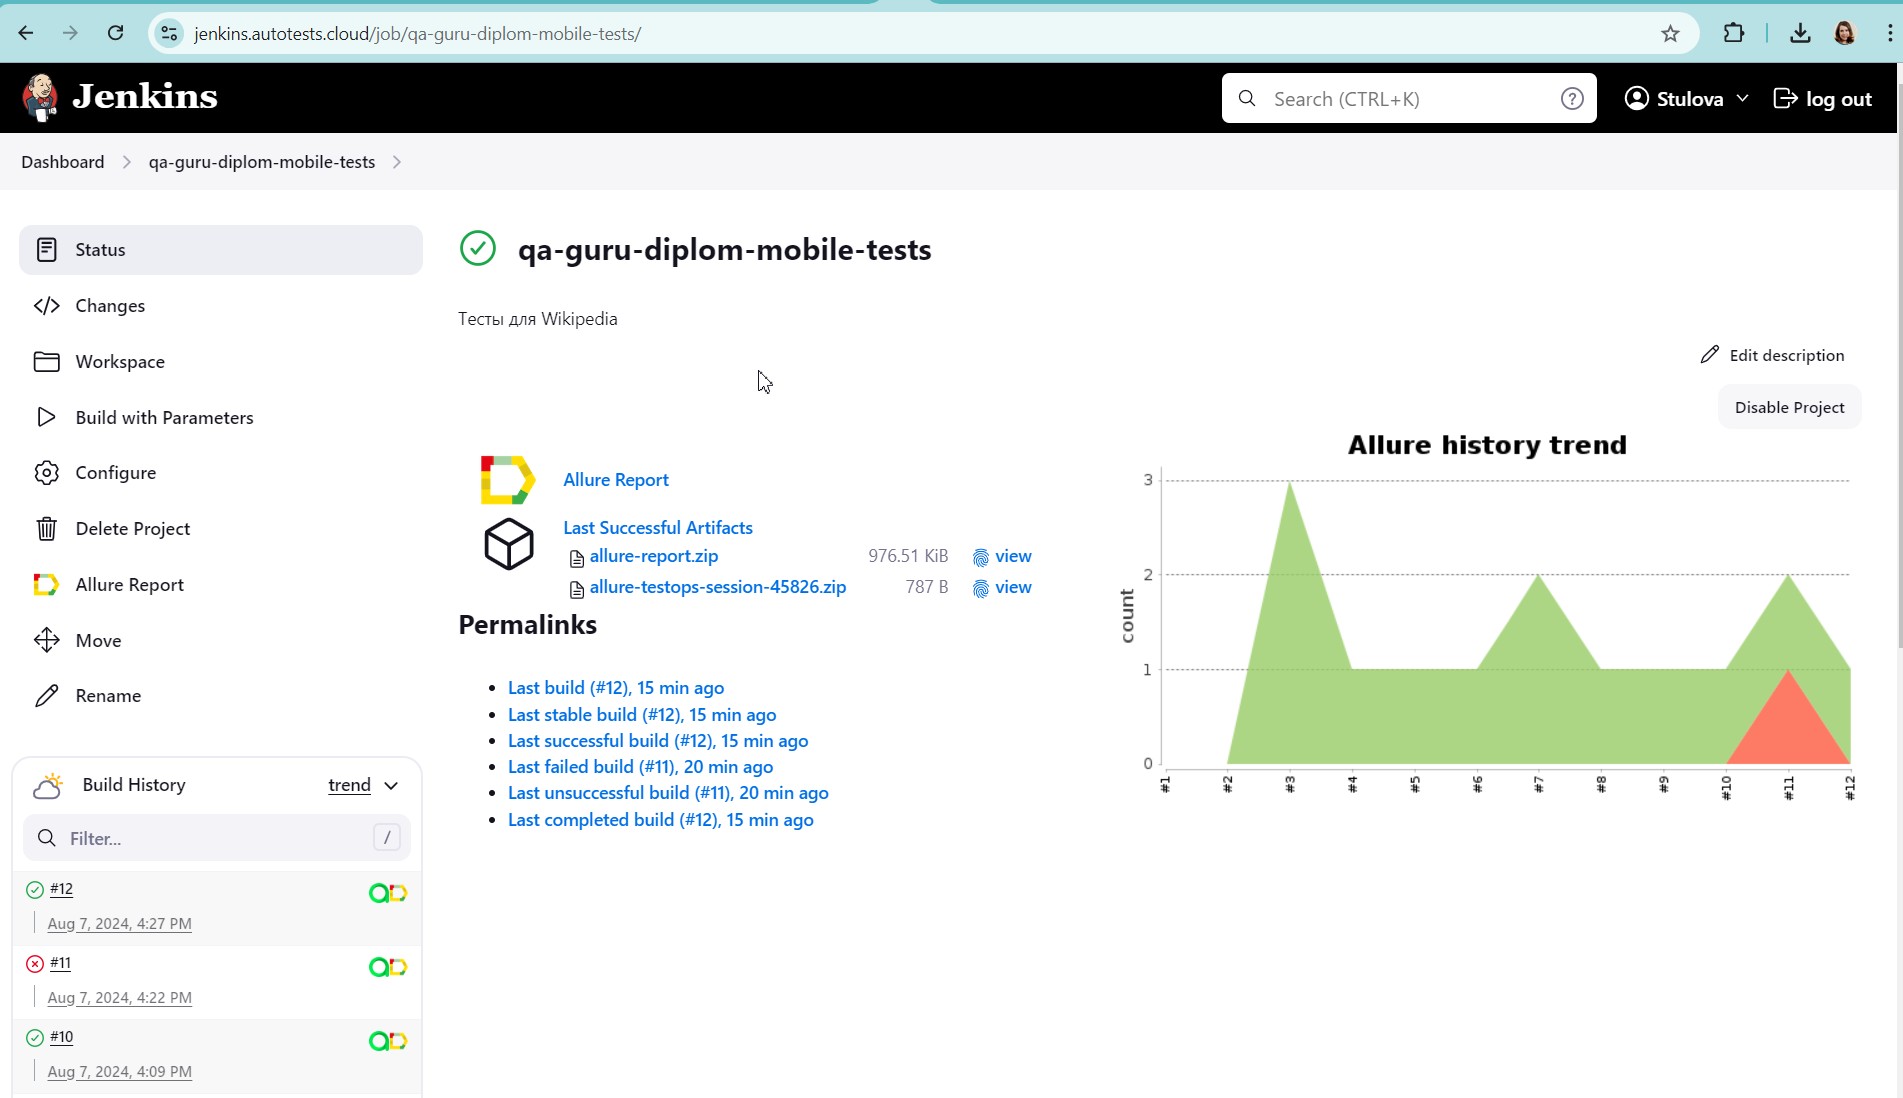 jenkins.autotests.cloud/job/qa-guru-diplom-mobile-tests/
Jenkins
Search (CTRL+K)
?
Stulova
log out
Dashboard
qa-guru-diplom-mobile-tests
Status
Changes
Workspace
Build with Parameters
Configure
Delete Project
Allure Report
Move
Rename
Build History
trend
Filter...
/
#12
Aug 7, 2024, 4:27 PM
#11
Aug 7, 2024, 4:22 PM
#10
Aug 7, 2024, 4:09 PM
qa-guru-diplom-mobile-tests
Тесты для Wikipedia
Edit description
Disable Project
Allure Report
Last Successful Artifacts
allure-report.zip 976.51 KiB view
allure-testops-session-45826.zip 787 B view
Permalinks
Last build (#12), 15 min ago
Last stable build (#12), 15 min ago
Last successful build (#12), 15 min ago
Last failed build (#11), 20 min ago
Last unsuccessful build (#11), 20 min ago
Last completed build (#12), 15 min ago
Allure history trend
count
3
2
1
0
#1 #2 #3 #4 #5 #6 #7 #8 #9 #10 #11 #12